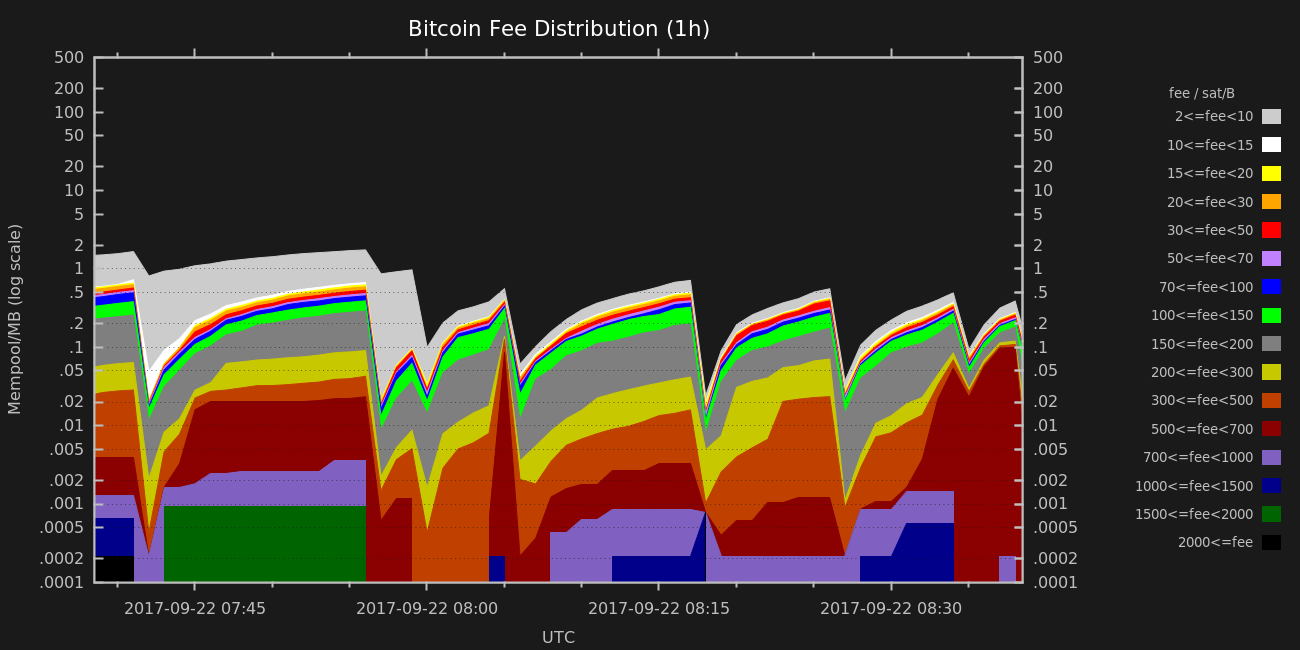 Bitcoin Fee Distribution (1h)
500
200
100
50
20
10
5
2
1
.5
.2
.1
.05
.02
.01
.005
.002
.001
.0005
.0002
.0001
Mempool/MB (log scale)
500
200
100
50
20
10
5
2
1
.5
.2
.1
.05
.02
.01
.005
.002
.001
.0005
.0002
.0001
2017-09-22 07:45
2017-09-22 08:00
2017-09-22 08:15
2017-09-22 08:30
UTC
fee / sat/B
2<=fee<10
10<=fee<15
15<=fee<20
20<=fee<30
30<=fee<50
50<=fee<70
70<=fee<100
100<=fee<150
150<=fee<200
200<=fee<300
300<=fee<500
500<=fee<700
700<=fee<1000
1000<=fee<1500
1500<=fee<2000
2000<=fee